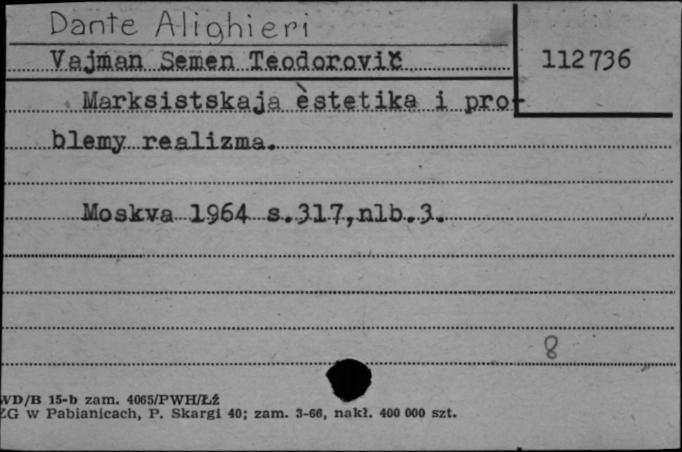 Dante Alighieri
Vajman Semen Teodorovič
112736
Marksistskaja èstetika i pro-
blemy realizma.
Moskva 1964 s.317,nlb.3.
8
WD/B 15-b zam. 4065/PWH/ŁŻ
ZG w Pabianicach, P. Skargi 40; zam. 3-66, nakł. 400 000 szt.